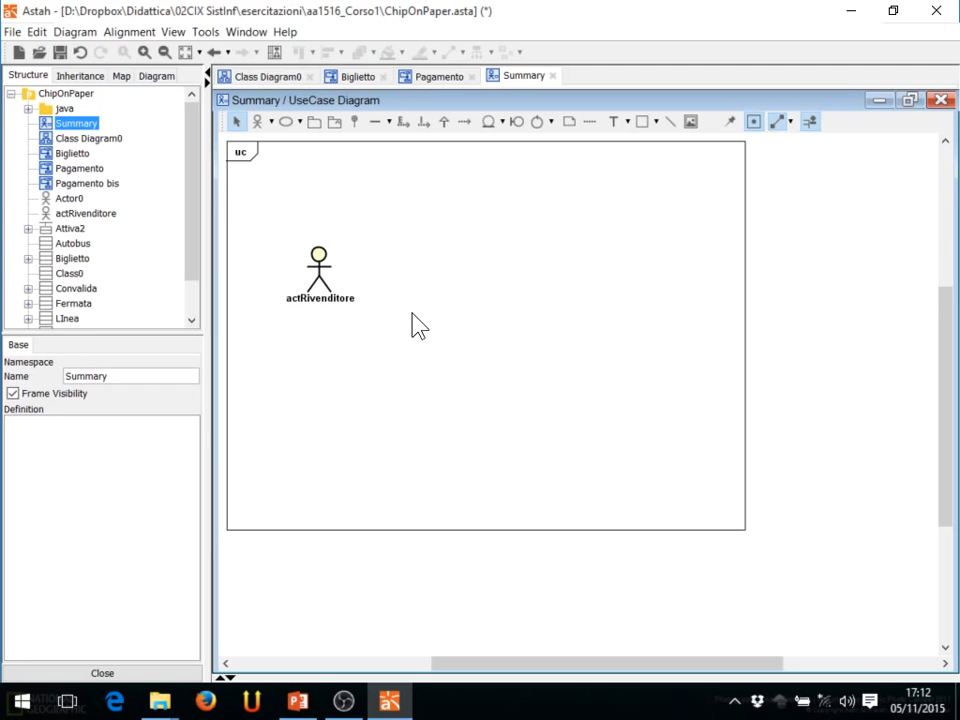 Astah - [D:\Dropbox\Didattica\02CIX SistInf\esercitazioni\aa1516_Corso1\ChipOnPaper.asta] (*)
File Edit Diagram Alignment View Tools Window Help
Structure Inheritance Map Diagram
Class Diagram0 Biglietto Pagamento Summary
ChipOnPaper
java
Summary
Class Diagram0
Biglietto
Pagamento
Pagamento bis
Actor0
actRivenditore
Attiva2
Autobus
Biglietto
Class0
Convalida
Fermata
LInea
Summary / UseCase Diagram
T
uc
actRivenditore
Base
Namespace
Name Summary
Frame Visibility
Definition
Close
17:12
05/11/2015